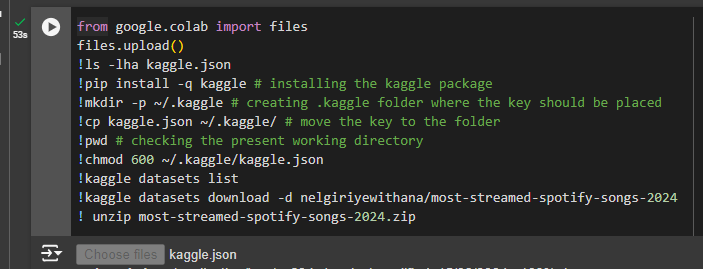 53s
from google.colab import files
files.upload()
!ls -lha kaggle.json
!pip install -q kaggle # installing the kaggle package
!mkdir -p ~/.kaggle # creating .kaggle folder where the key should be placed
!cp kaggle.json ~/.kaggle/ # move the key to the folder
!pwd # checking the present working directory
!chmod 600 ~/.kaggle/kaggle.json
!kaggle datasets list
!kaggle datasets download -d nelgiriyewithana/most-streamed-spotify-songs-2024
! unzip most-streamed-spotify-songs-2024.zip
Choose files kaggle.json